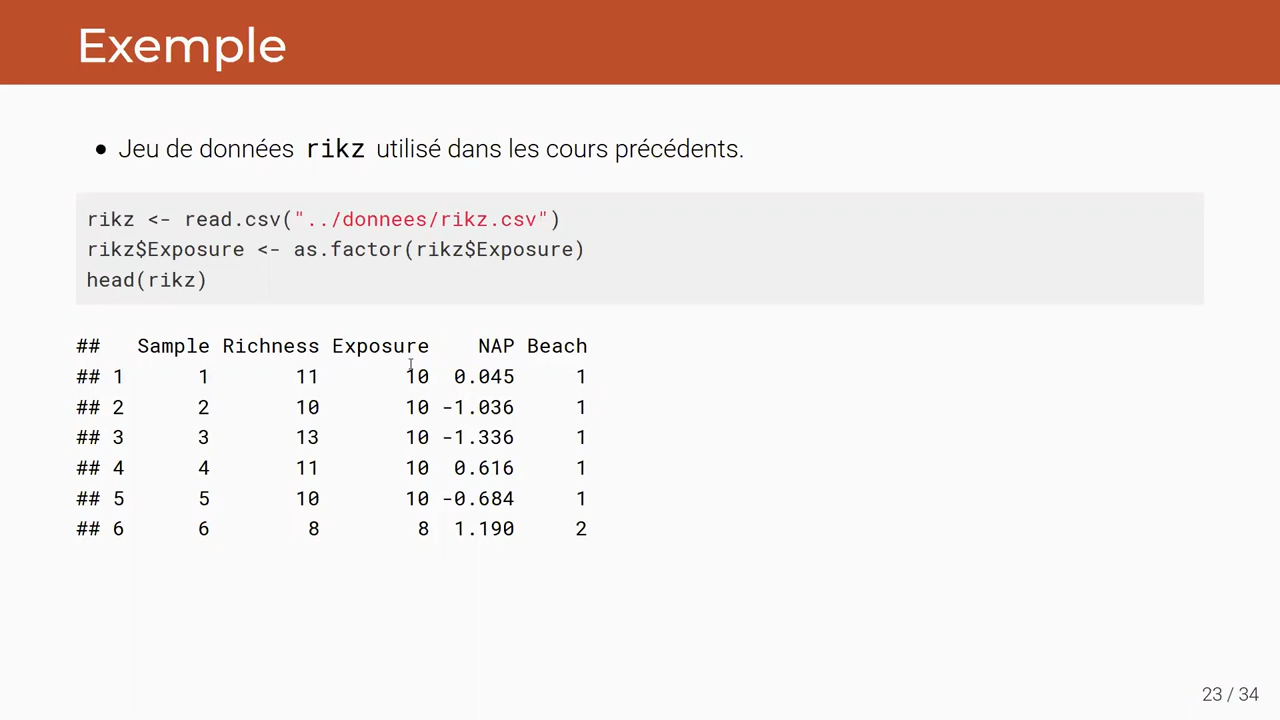 Exemple
• Jeu de données rikz utilisé dans les cours précédents.
rikz <- read.csv("../donnees/rikz.csv")
rikz$Exposure <- as.factor(rikz$Exposure)
head(rikz)
##   Sample Richness Exposure    NAP Beach
## 1      1       11       10  0.045     1
## 2      2       10       10 -1.036     1
## 3      3       13       10 -1.336     1
## 4      4       11       10  0.616     1
## 5      5       10       10 -0.684     1
## 6      6        8        8  1.190     2
23 / 34